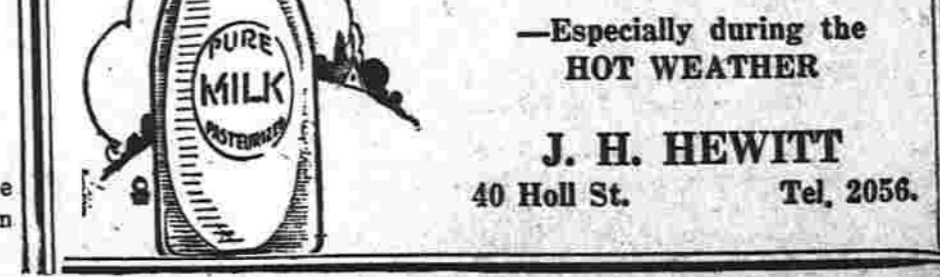 PURE
MILK
PASTEURIZED
—Especially during the
HOT WEATHER
J. H. HEWITT
40 Holl St. Tel. 2056.
e
n